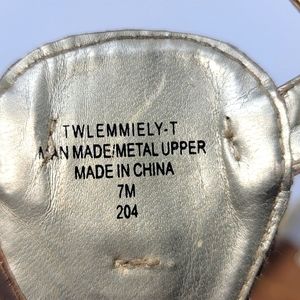 TWLEMMIELY-T
MAN MADE/METAL UPPER
MADE IN CHINA
7M
204